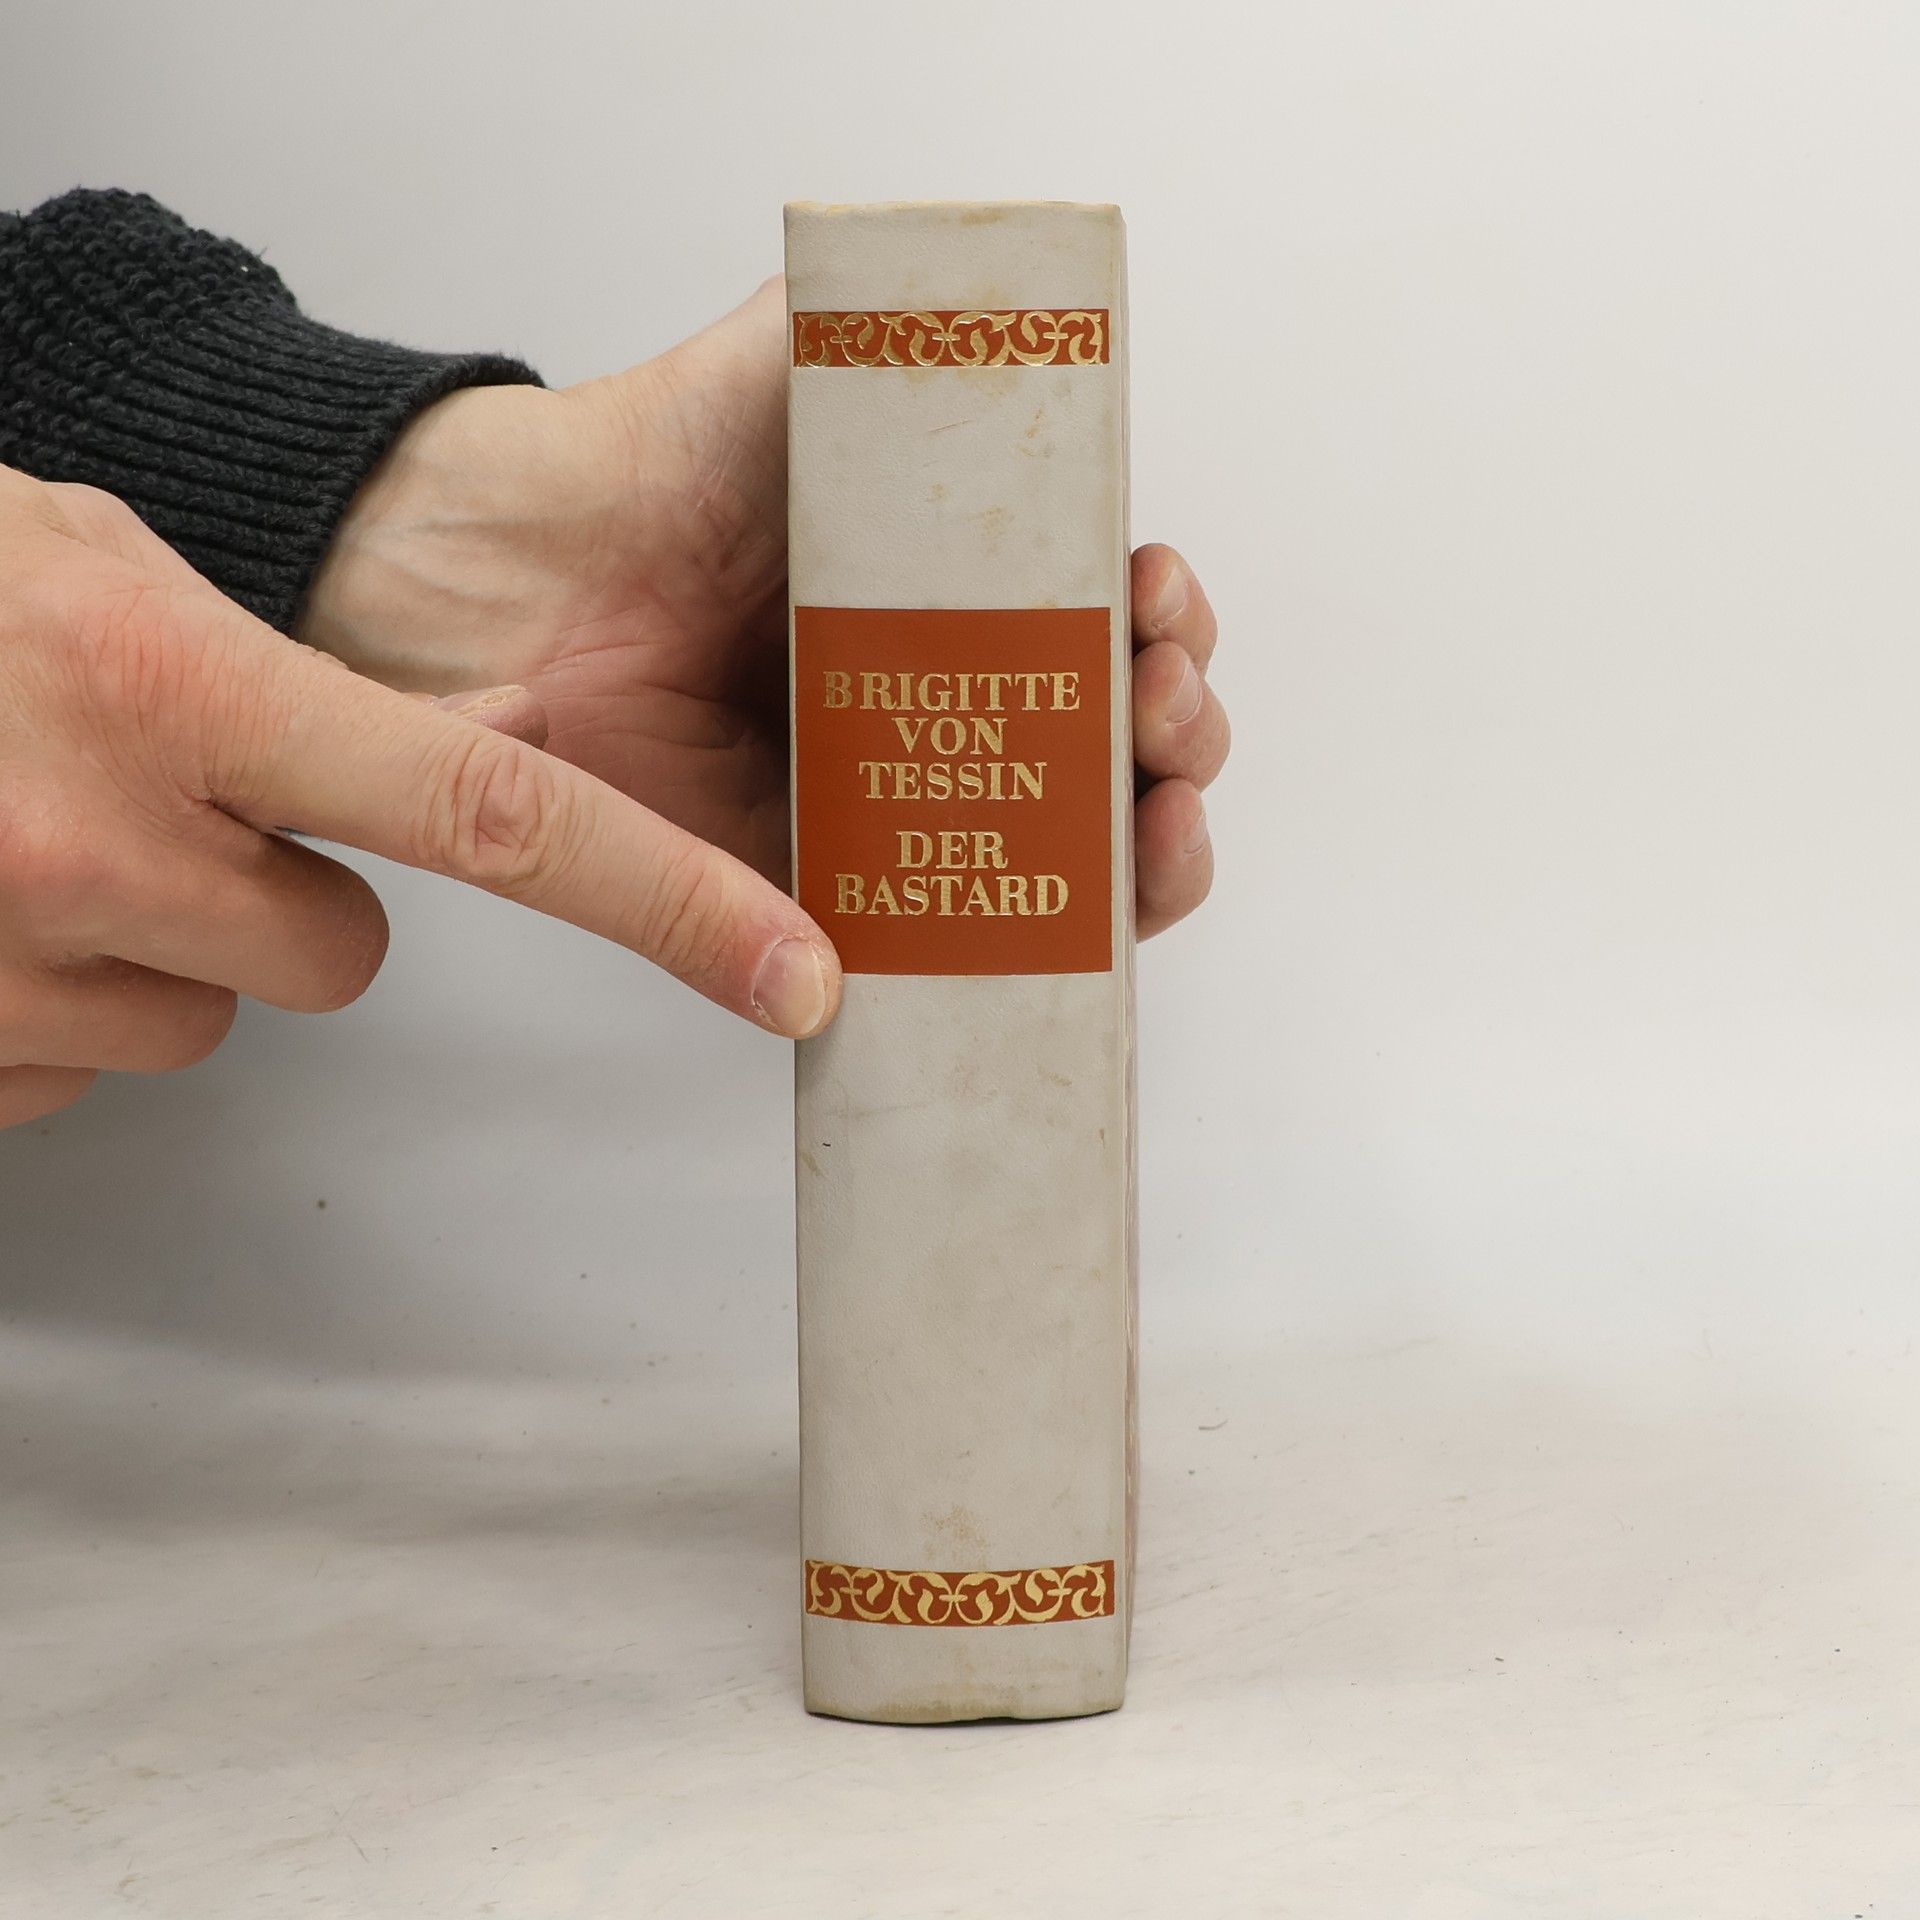 BRIGITTE
VON
TESSIN
DER
BASTARD